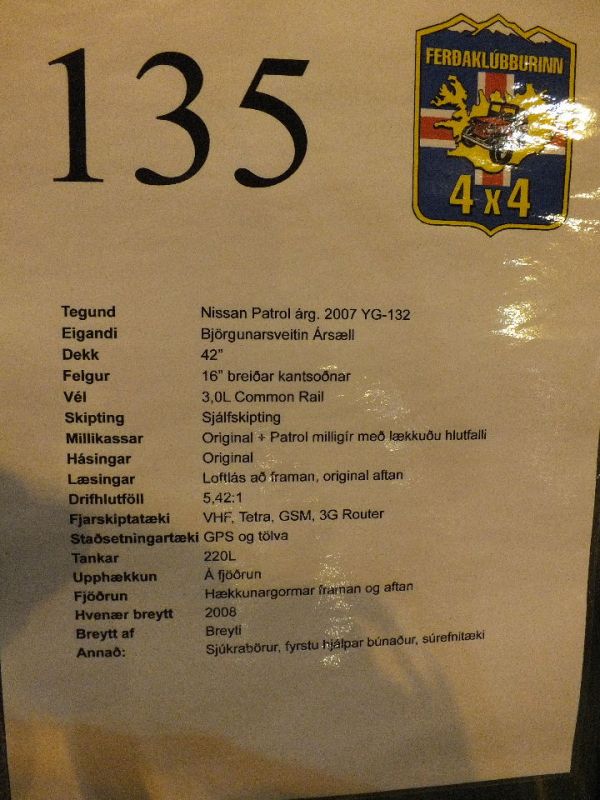 135
FERÐAKLÚBBURINN
4 x 4
Tegund Nissan Patrol árg. 2007 YG-132
Eigandi Björgunarsveitin Ársæll
Dekk 42”
Felgur 16” breiðar kantsoðnar
Vél 3,0L Common Rail
Skipting Sjálfskipting
Millikassar Original + Patrol milligír með lækkuðu hlutfalli
Hásingar Original
Læsingar Loftlás að framan, original aftan
Drifhlutföll 5,42:1
Fjarskiptatæki VHF, Tetra, GSM, 3G Router
Staðsetningartæki GPS og tölva
Tankar 220L
Upphækkun Á fjöðrun
Fjöðrun Hækkunargormar framan og aftan
Hvenær breytt 2008
Breytt af Breyti
Annað: Sjúkrabörur, fyrstu hjálpar búnaður, súrefnitæki